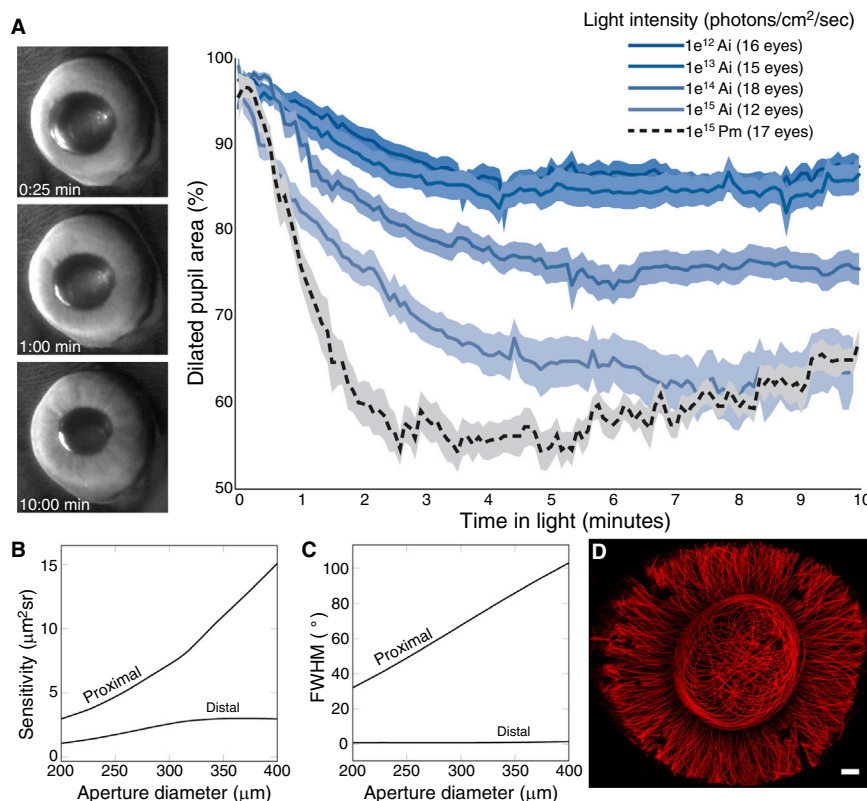 A
Light intensity (photons/cm²/sec)
1e¹² Ai (16 eyes)
1e¹³ Ai (15 eyes)
1e¹⁴ Ai (18 eyes)
1e¹⁵ Ai (12 eyes)
1e¹⁵ Pm (17 eyes)
0:25 min
1:00 min
10:00 min
Dilated pupil area (%)
100
90
80
70
60
50
0 0 1 2 3 4 5 6 7 8 9 10
Time in light (minutes)
B
Sensitivity (μm²sr)
15
10
5
0
Proximal
Distal
200 250 300 350 400
Aperture diameter (μm)
C
FWHM (°)
100
80
60
40
20
0
Proximal
Distal
200 250 300 350 400
Aperture diameter (μm)
D